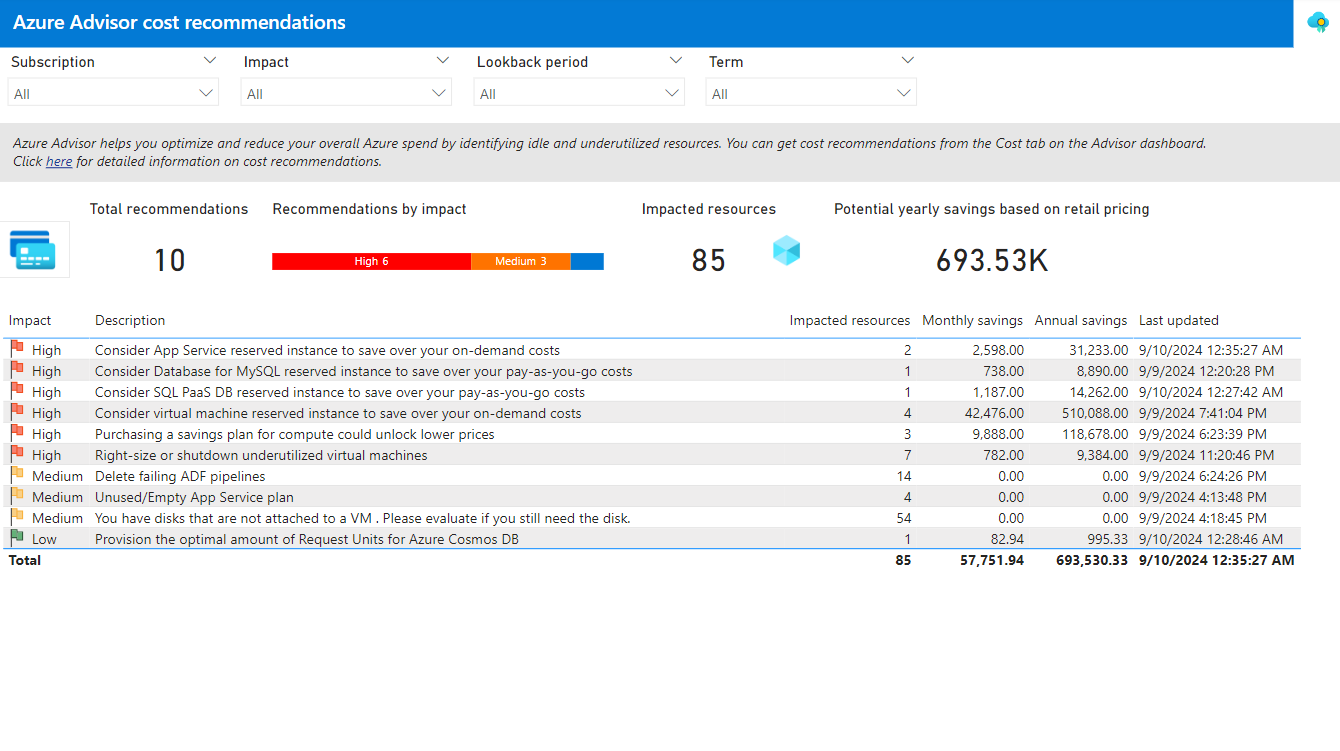 Azure Advisor cost recommendations
Subscription Impact Lookback period Term
All All All All
Azure Advisor helps you optimize and reduce your overall Azure spend by identifying idle and underutilized resources. You can get cost recommendations from the Cost tab on the Advisor dashboard.
Click here for detailed information on cost recommendations.
Total recommendations Recommendations by impact Impacted resources Potential yearly savings based on retail pricing
10 High 6 Medium 3 85 693.53K
Impact Description Impacted resources Monthly savings Annual savings Last updated
High Consider App Service reserved instance to save over your on-demand costs 2 2,598.00 31,233.00 9/10/2024 12:35:27 AM
High Consider Database for MySQL reserved instance to save over your pay-as-you-go costs 1 738.00 8,890.00 9/9/2024 12:20:28 PM
High Consider SQL PaaS DB reserved instance to save over your pay-as-you-go costs 1 1,187.00 14,262.00 9/10/2024 12:27:42 AM
High Consider virtual machine reserved instance to save over your on-demand costs 4 42,476.00 510,088.00 9/9/2024 7:41:04 PM
High Purchasing a savings plan for compute could unlock lower prices 3 9,888.00 118,678.00 9/9/2024 6:23:39 PM
High Right-size or shutdown underutilized virtual machines 7 782.00 9,384.00 9/9/2024 11:20:46 PM
Medium Delete failing ADF pipelines 14 0.00 0.00 9/9/2024 6:24:26 PM
Medium Unused/Empty App Service plan 4 0.00 0.00 9/9/2024 4:13:48 PM
Medium You have disks that are not attached to a VM . Please evaluate if you still need the disk. 54 0.00 0.00 9/9/2024 4:18:45 PM
Low Provision the optimal amount of Request Units for Azure Cosmos DB 1 82.94 995.33 9/10/2024 12:28:46 AM
Total 85 57,751.94 693,530.33 9/10/2024 12:35:27 AM